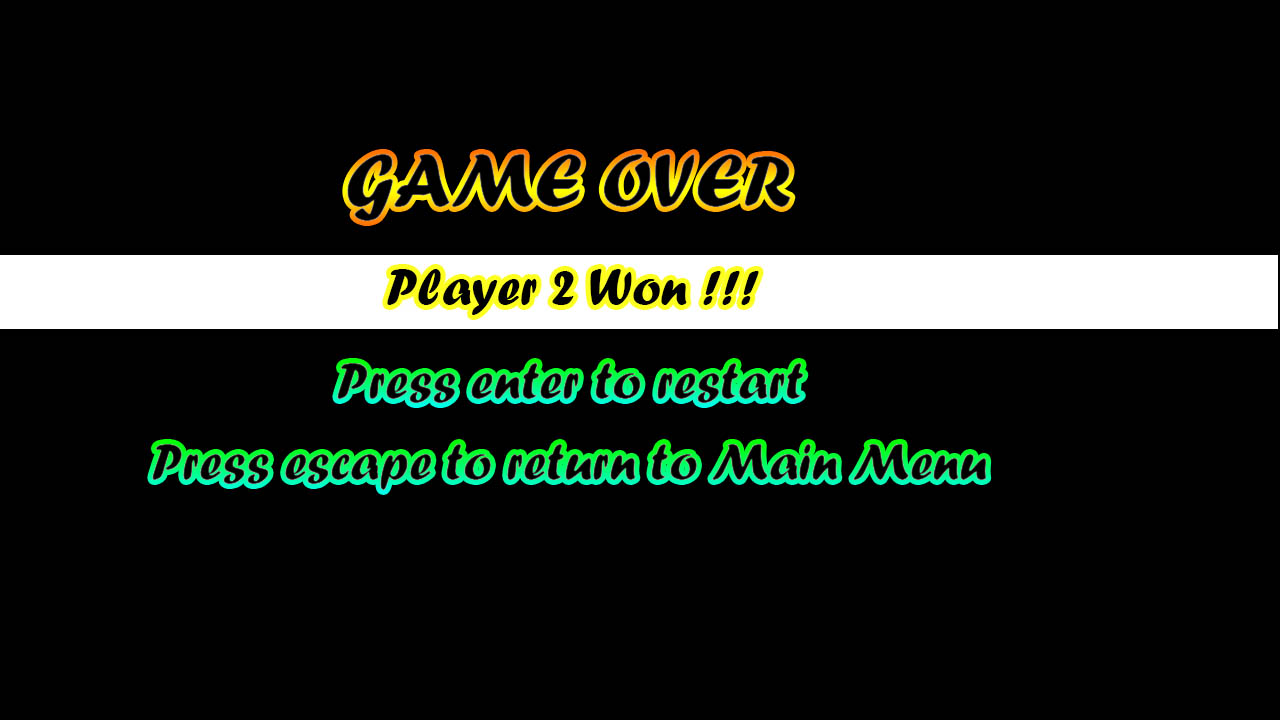 GAME OVER
Player 2 Won !!!
Press enter to restart
Press escape to return to Main Menu